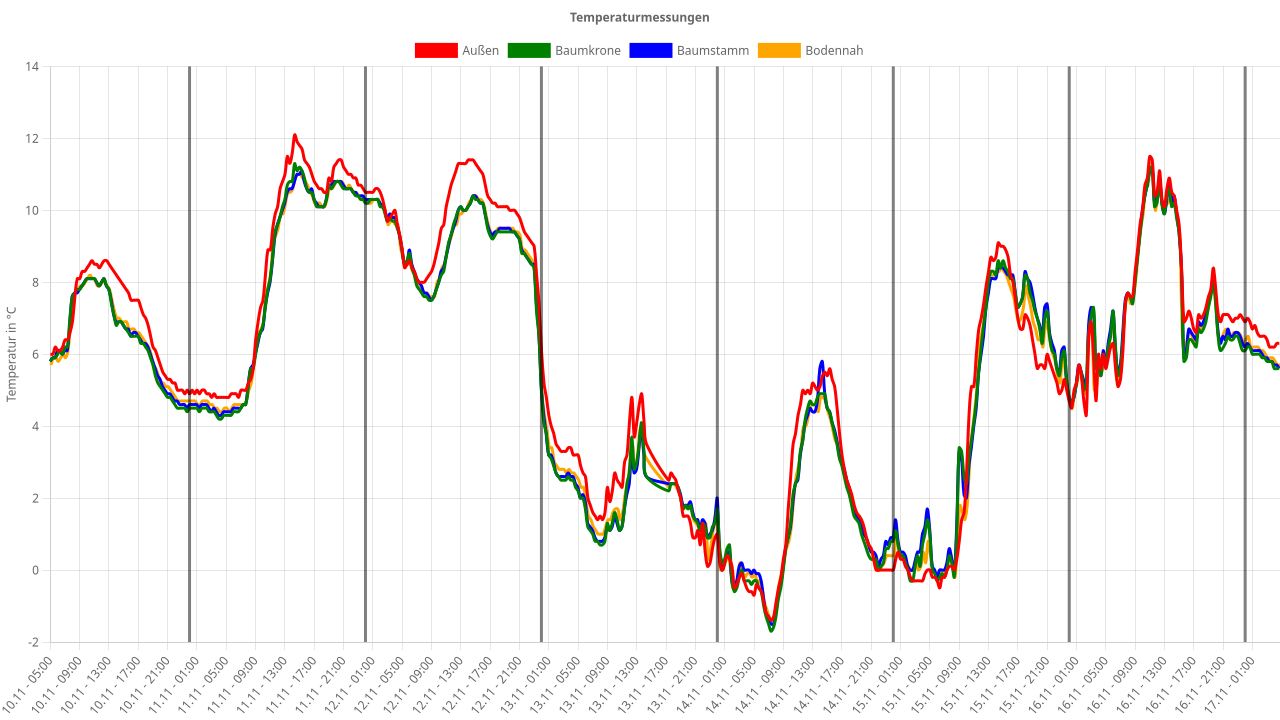 Temperaturmessungen
Außen Baumkrone Baumstamm Bodennah
Temperatur in °C
14
12
10
8
6
4
2
0
-2
10.11 - 05:00
10.11 - 09:00
10.11 - 13:00
10.11 - 17:00
10.11 - 21:00
11.11 - 01:00
11.11 - 05:00
11.11 - 09:00
11.11 - 13:00
11.11 - 17:00
11.11 - 21:00
12.11 - 01:00
12.11 - 05:00
12.11 - 09:00
12.11 - 13:00
12.11 - 17:00
12.11 - 21:00
13.11 - 01:00
13.11 - 05:00
13.11 - 09:00
13.11 - 13:00
13.11 - 17:00
13.11 - 21:00
14.11 - 01:00
14.11 - 05:00
14.11 - 09:00
14.11 - 13:00
14.11 - 17:00
14.11 - 21:00
15.11 - 01:00
15.11 - 05:00
15.11 - 09:00
15.11 - 13:00
15.11 - 17:00
15.11 - 21:00
16.11 - 01:00
16.11 - 05:00
16.11 - 09:00
16.11 - 13:00
16.11 - 17:00
16.11 - 21:00
17.11 - 01:00